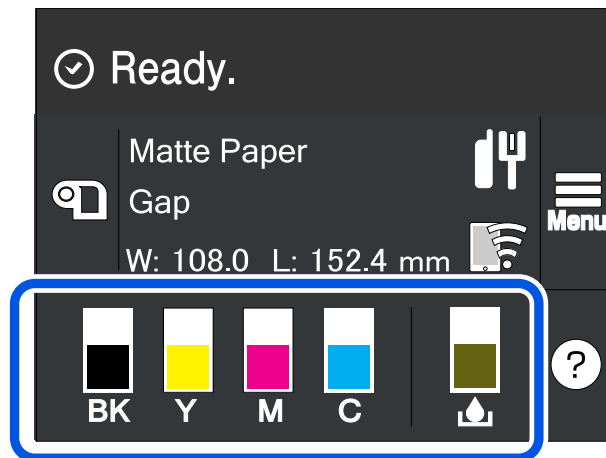 Ready.
Matte Paper
Gap
W: 108.0 L: 152.4 mm
Menu
BK Y M C
?